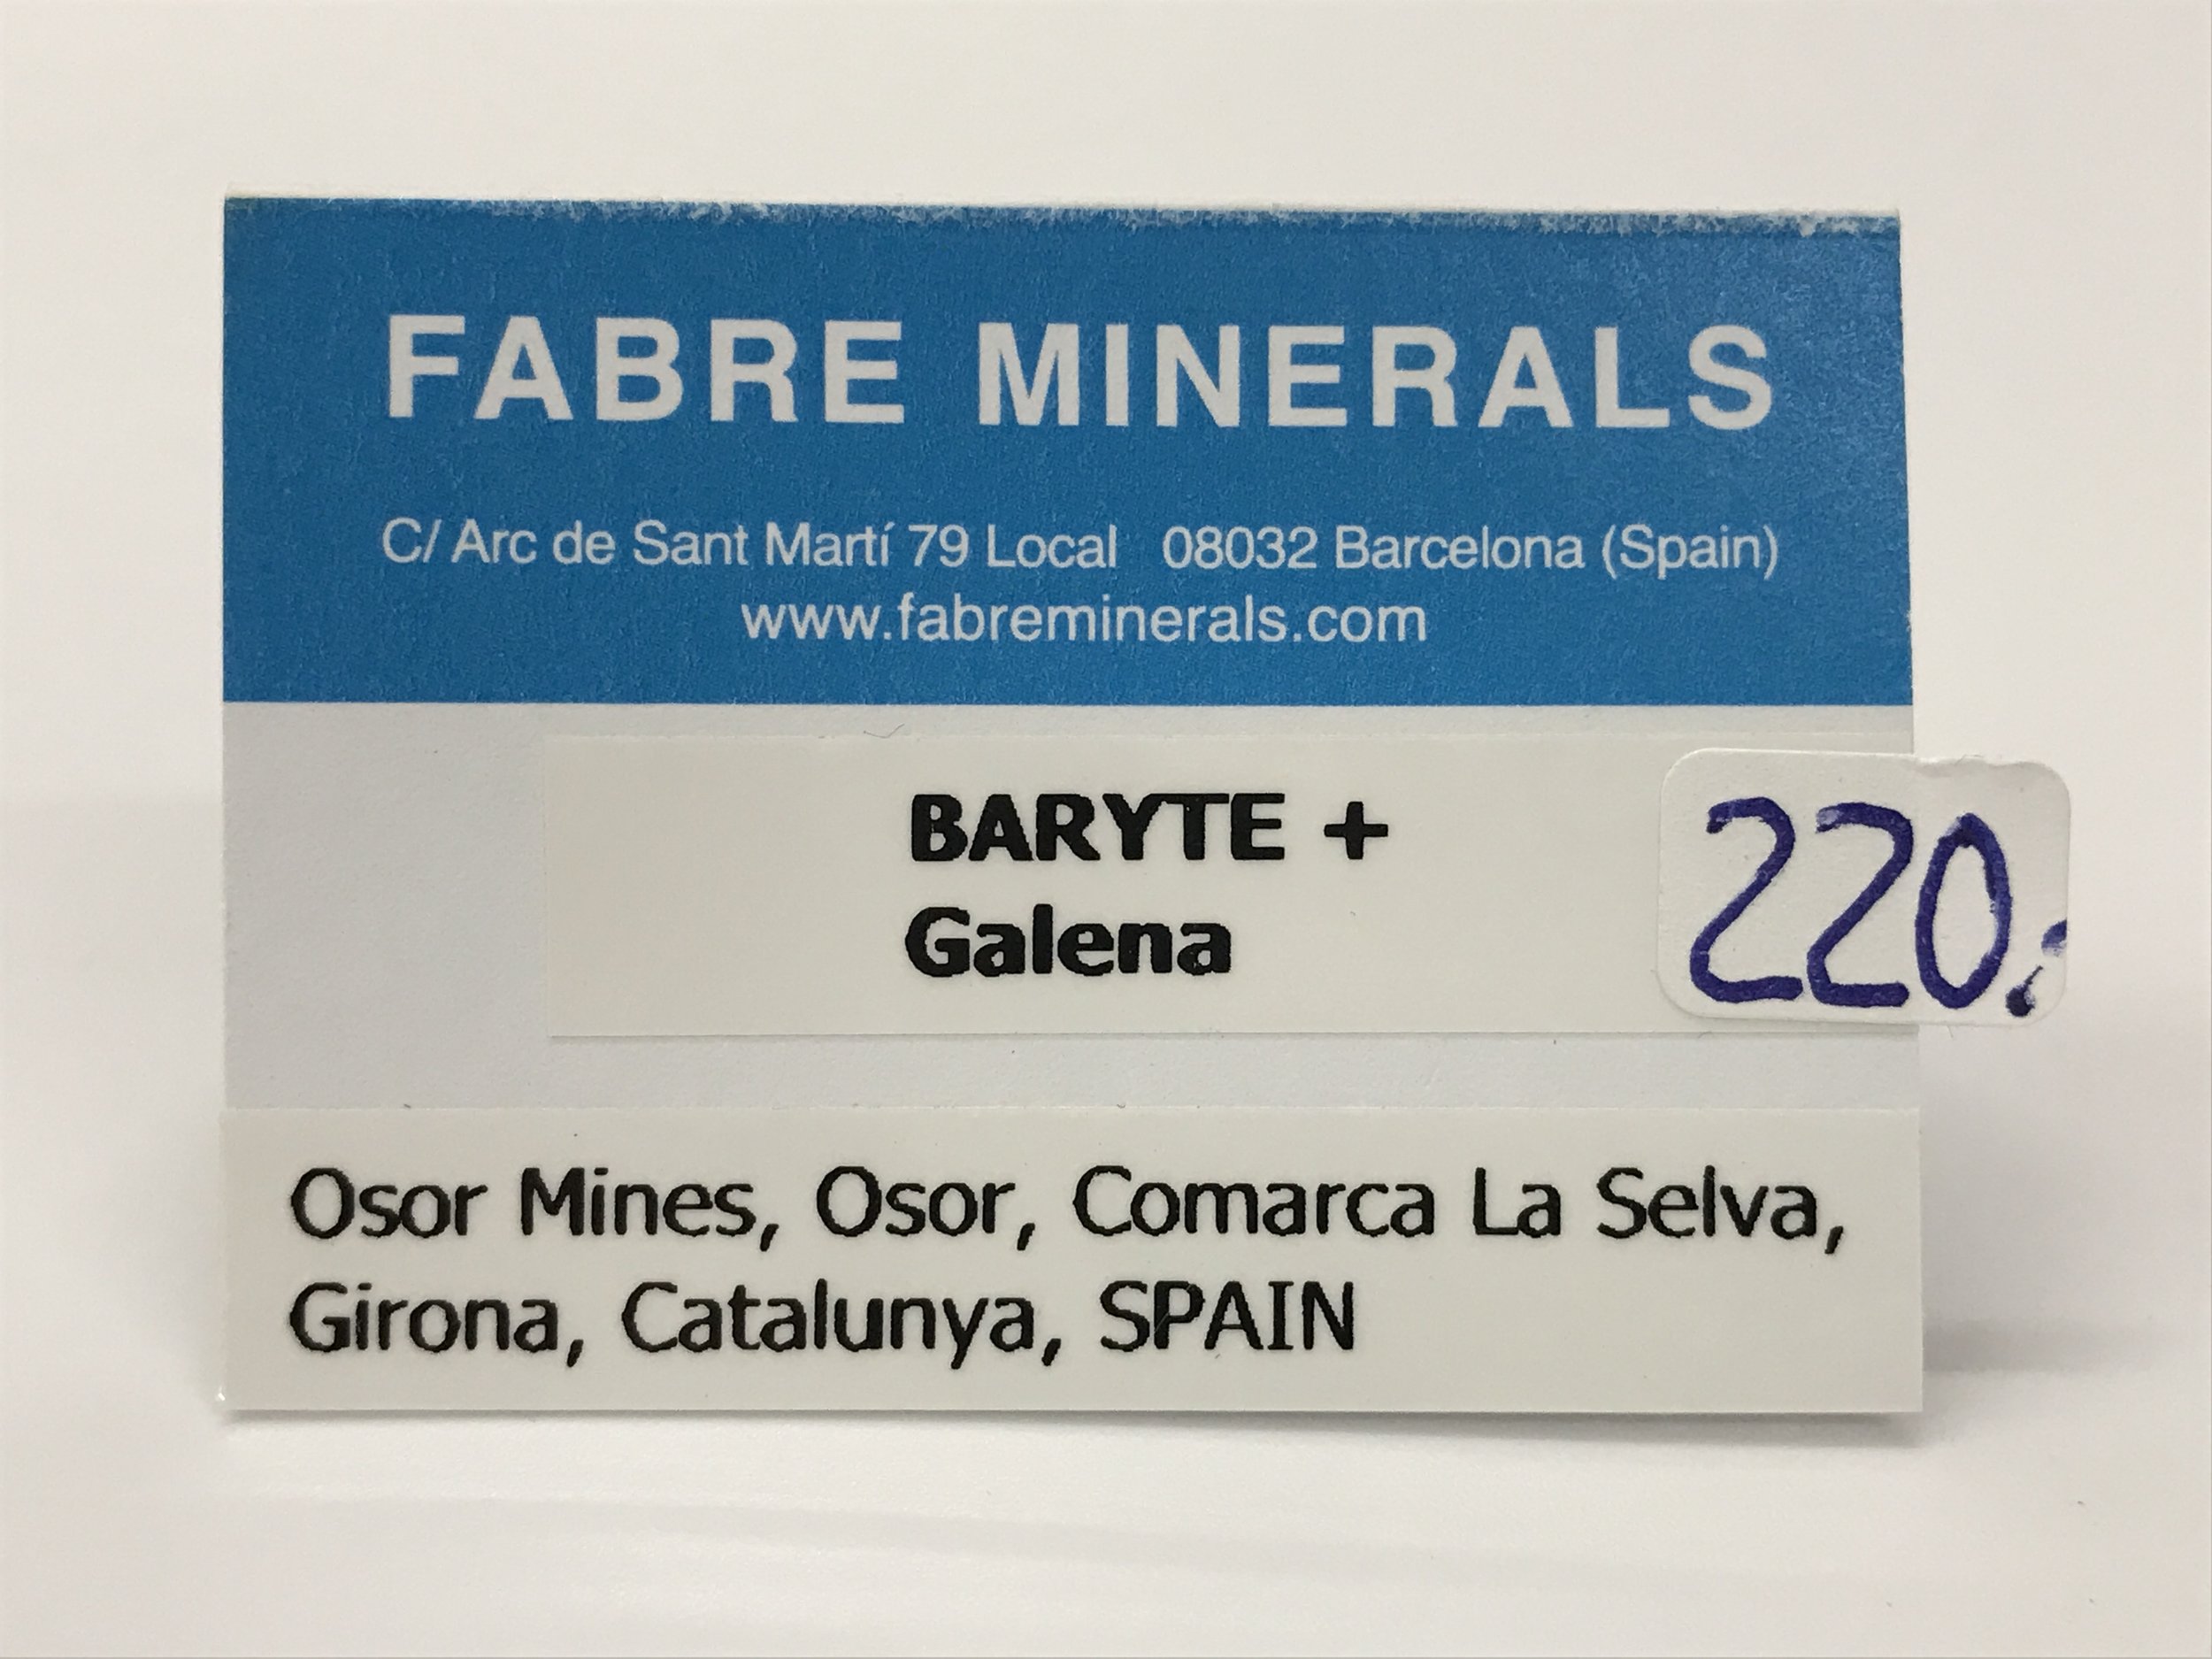 FABRE MINERALS
C/ Arc de Sant Martí 79 Local 08032 Barcelona (Spain)
www.fabreminerals.com
BARYTE +
Galena
220.
Osor Mines, Osor, Comarca La Selva,
Girona, Catalunya, SPAIN